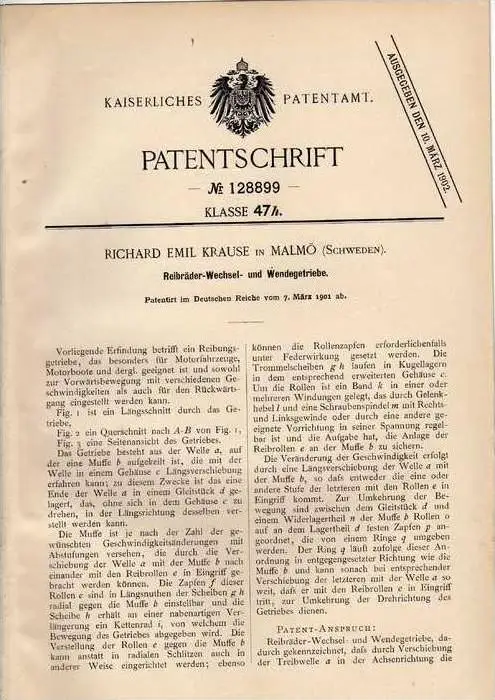 KAISERLICHES PATENTAMT.
AUSGEGEBEN DEN 10. MÄRZ 1902.
PATENTSCHRIFT
— № 128899 —
KLASSE 47h.
RICHARD EMIL KRAUSE IN MALMÖ (SCHWEDEN).
Reibräder-Wechsel- und Wendegetriebe.
Patentirt im Deutschen Reiche vom 7. März 1901 ab.
Vorliegende Erfindung betrifft ein Reibungs-
getriebe, das besonders für Motorfahrzeuge,
Motorboote und dergl. geeignet ist und sowohl
zur Vorwärtsbewegung mit verschiedenen Ge-
schwindigkeiten als auch für den Rückwärts-
gang eingestellt werden kann.
Fig. 1 ist ein Längsschnitt durch das Ge-
triebe,
Fig. 2 ein Querschnitt nach A-B von Fig. 1,
Fig. 3 eine Seitenansicht des Getriebes.
Das Getriebe besteht aus der Welle a, auf
der eine Muffe b aufgekeilt ist, die mit der
Welle in einem Gehäuse c Längsverschiebung
erfahren kann; zu diesem Zwecke ist das eine
Ende der Welle a in einem Gleitstück d ge-
lagert, das, ohne sich in dem Gehäuse c zu
drehen, in der Längsrichtung desselben ver-
stellt werden kann.
Die Muffe ist je nach der Zahl der ge-
wünschten Geschwindigkeitsänderungen mit
Abstufungen versehen, die durch die Ver-
schiebung der Welle a mit der Muffe b nach
einander mit den Reibrollen e in Eingriff ge-
bracht werden können. Die Zapfen f dieser
Rollen e sind in Längsnuthen der Scheiben g h
radial gegen die Muffe b einstellbar und die
Scheibe h erhält an einer nabenartigen Ver-
längerung ein Kettenrad i, von welchem die
Bewegung des Getriebes abgegeben wird. Die
Verstellung der Rollen e gegen die Muffe b
kann anstatt in radialen Schlitzen auch in
anderer Weise eingerichtet werden; ebenso
können die Rollenzapfen erforderlichenfalls
unter Federwirkung gesetzt werden. Die
Trommelscheiben g h laufen in Kugellagern
in dem entsprechend erweiterten Gehäuse c.
Um die Rollen ist ein Band k in einer oder
mehreren Windungen gelegt, das durch Gelenk-
hebel l und eine Schraubenspindel m mit Rechts-
und Linksgewinde oder durch eine andere ge-
eignete Vorrichtung in seiner Spannung regel-
bar ist und die Aufgabe hat, die Anlage der
Reibrollen e an der Muffe b zu sichern.
Die Veränderung der Geschwindigkeit erfolgt
durch eine Längsverschiebung der Welle a mit
der Muffe b, so daß entweder die eine oder
andere Stufe der letzteren mit den Rollen e in
Eingriff kommt. Zur Umkehrung der Be-
wegung sind zwischen dem Gleitstück d und
einem Widerlagertheil n der Muffe b Rollen o
auf an dem Lagertheil d festen Zapfen p an-
geordnet, die von einem Ringe q umgeben
werden. Der Ring q läuft zufolge dieser An-
ordnung in entgegengesetzter Richtung wie die
Muffe b und kann sonach bei entsprechender
Verschiebung der letzteren mit der Welle a so
weit, daß er mit den Reibrollen e in Eingriff
tritt, zur Umkehrung der Drehrichtung des
Getriebes dienen.
PATENT-ANSPRUCH:
Reibräder-Wechsel- und Wendegetriebe, da-
durch gekennzeichnet, daß durch Verschiebung
der Treibwelle a in der Achsenrichtung die